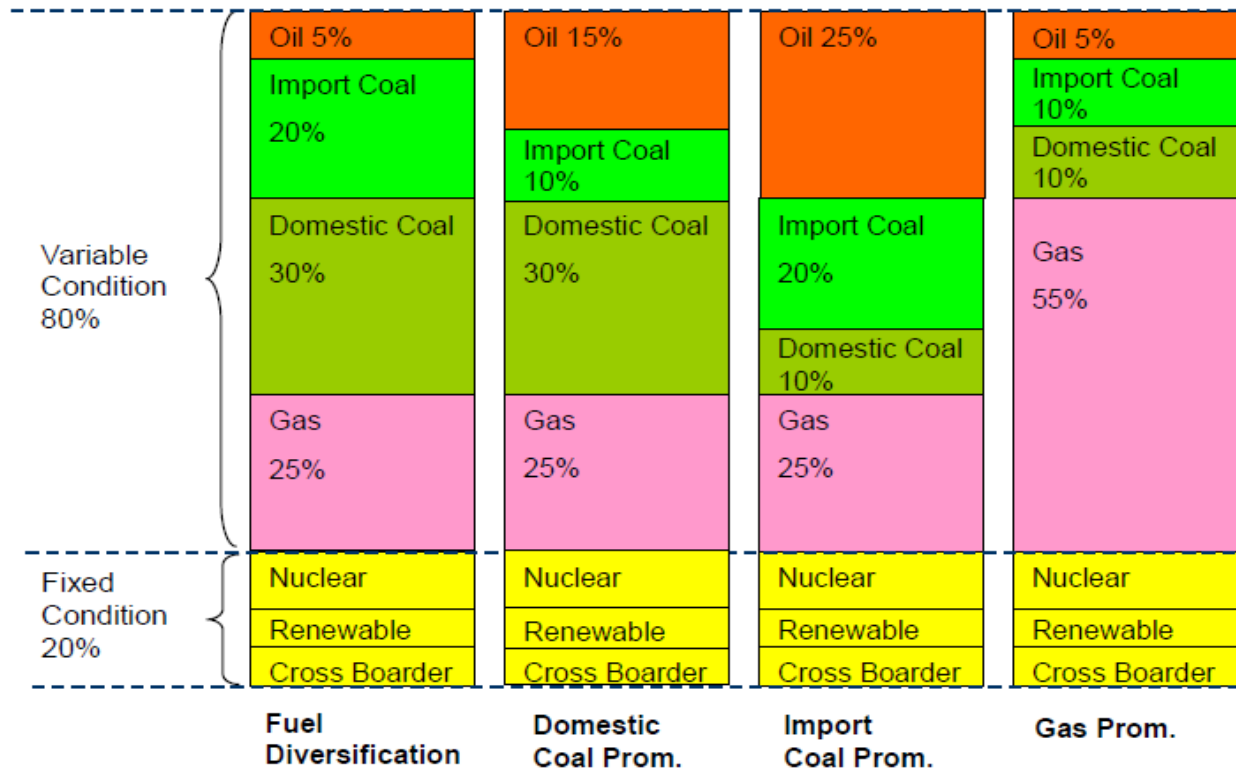 Variable
Condition
80%
Fixed
Condition
20%
Oil 5%
Import Coal
20%
Domestic Coal
30%
Gas
25%
Nuclear
Renewable
Cross Boarder
Fuel
Diversification
Oil 15%
Import Coal
10%
Domestic Coal
30%
Gas
25%
Nuclear
Renewable
Cross Boarder
Domestic
Coal Prom.
Oil 25%
Import Coal
20%
Domestic Coal
10%
Gas
25%
Nuclear
Renewable
Cross Boarder
Import
Coal Prom.
Oil 5%
Import Coal
10%
Domestic Coal
10%
Gas
55%
Nuclear
Renewable
Cross Boarder
Gas Prom.